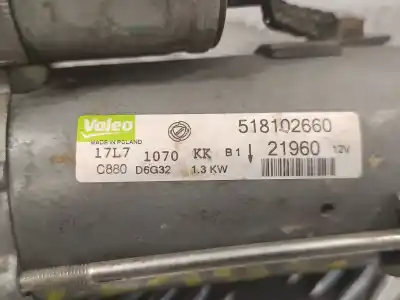 Valeo
MADE IN POLAND
518102660
17L7 1070 KK B1 21960 12V
C880 D6G32 1.3 KW